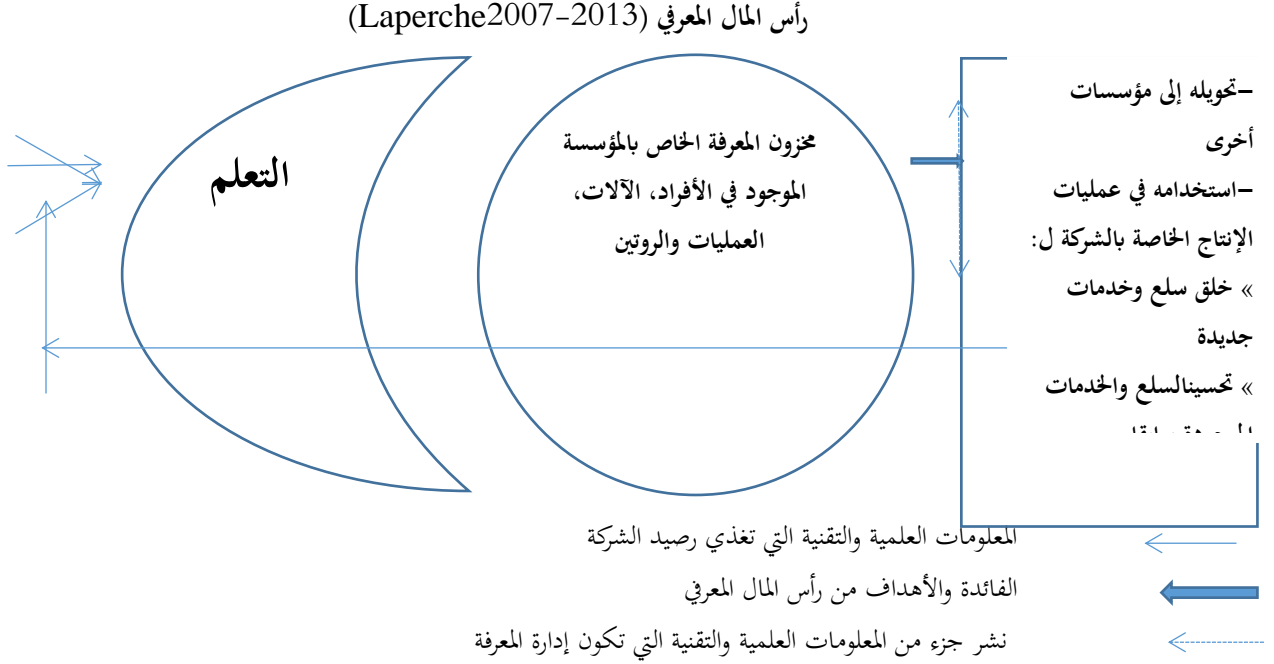 رأس المال المعرفي (Laperche2007-2013)
التعلم
مخزون المعرفة الخاص بالمؤسسة
الموجود في الأفراد، الآلات،
العمليات والروتين
-تحويله إلى مؤسسات
أخرى
-استخدامه في عمليات
الإنتاج الخاصة بالشركة ل:
» خلق سلع وخدمات
جديدة
» تحسينالسلع والخدمات
المعلومات العلمية والتقنية التي تغذي رصيد الشركة
الفائدة والأهداف من رأس المال المعرفي
نشر جزء من المعلومات العلمية والتقنية التي تكون إدارة المعرفة